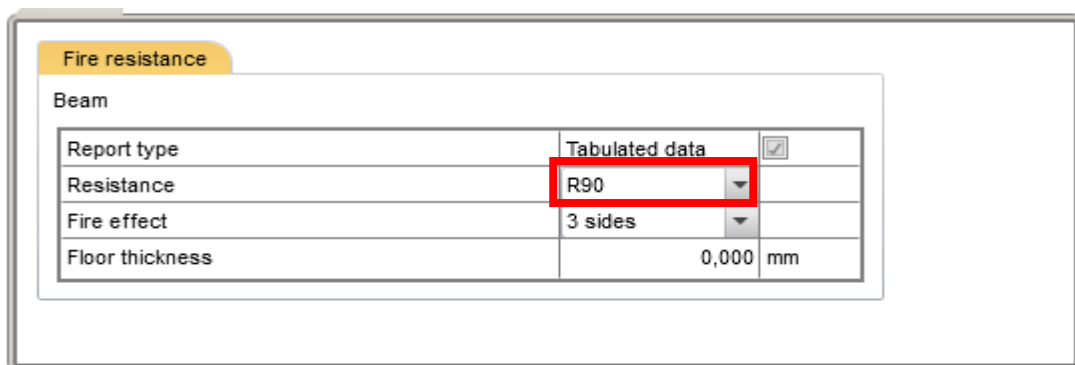 Fire resistance
Beam
Report type Tabulated data
Resistance R90
Fire effect 3 sides
Floor thickness 0,000 mm